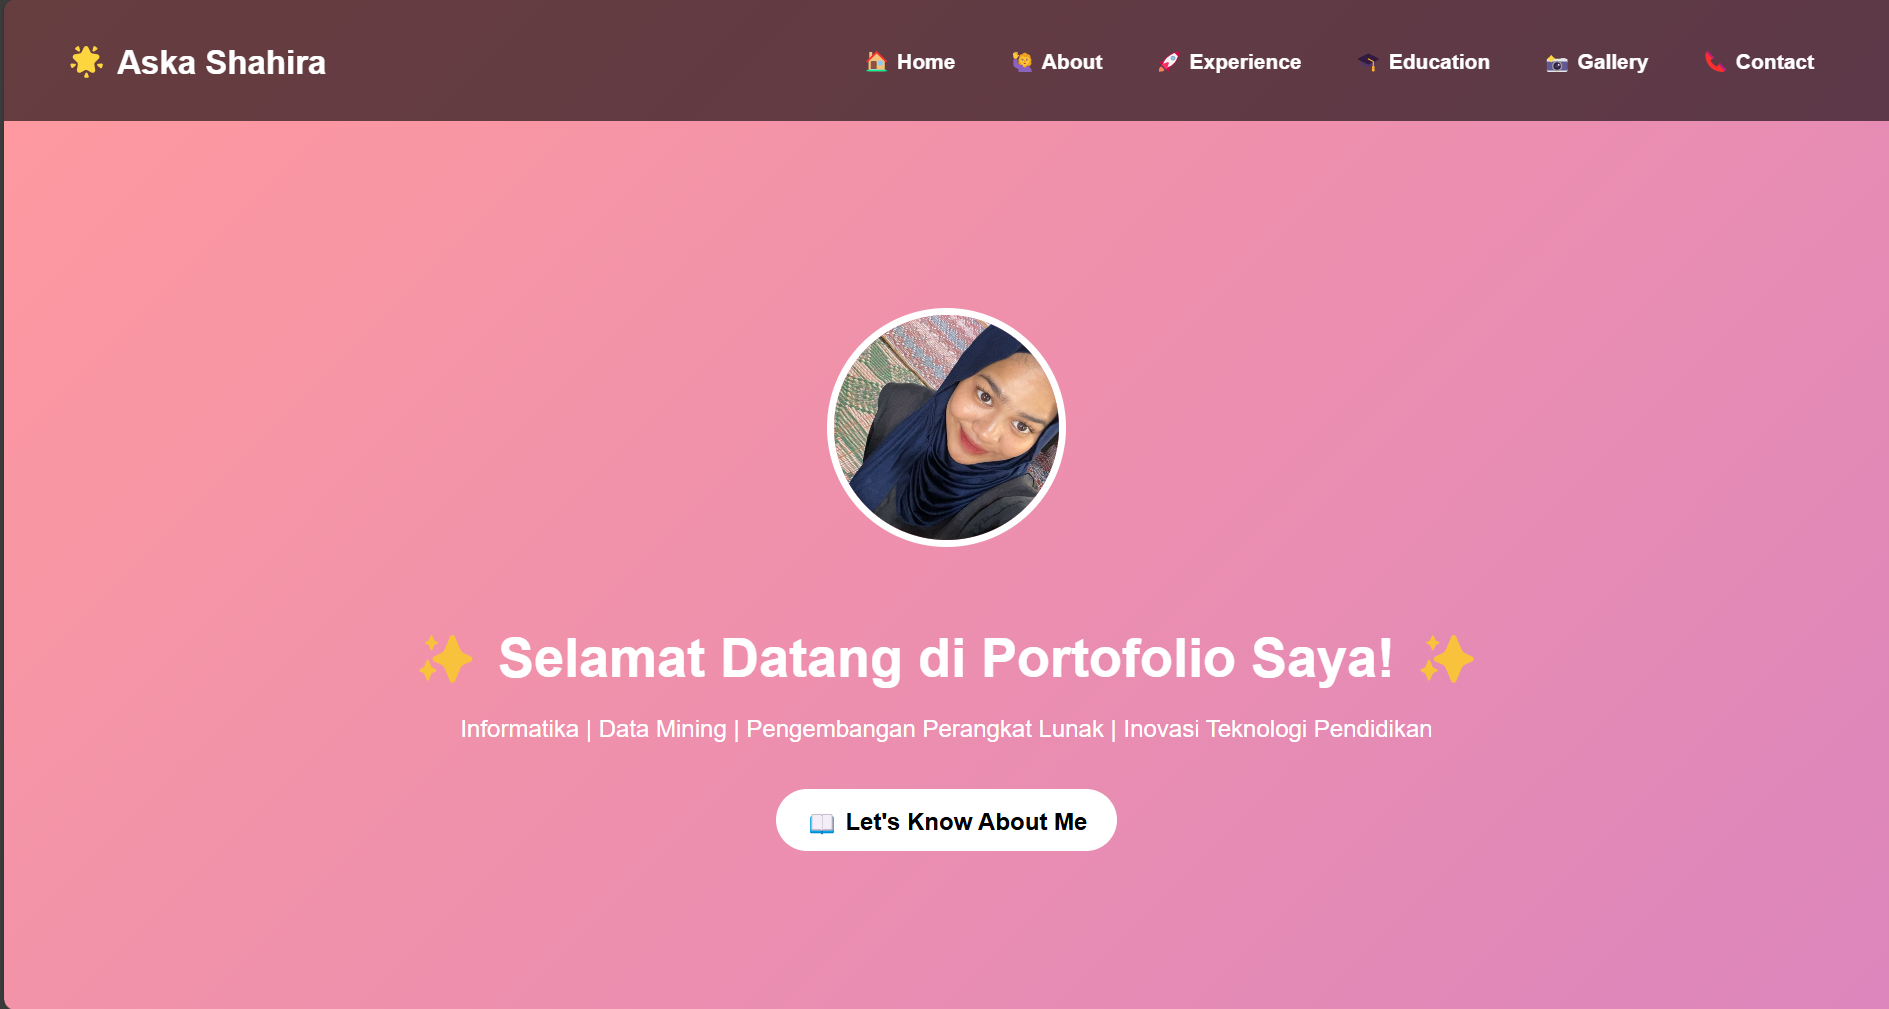 🌟 Aska Shahira
🏠 Home 🙋 About 🚀 Experience 🎓 Education 📸 Gallery 📞 Contact
✨ Selamat Datang di Portofolio Saya! ✨
Informatika | Data Mining | Pengembangan Perangkat Lunak | Inovasi Teknologi Pendidikan
📖 Let's Know About Me